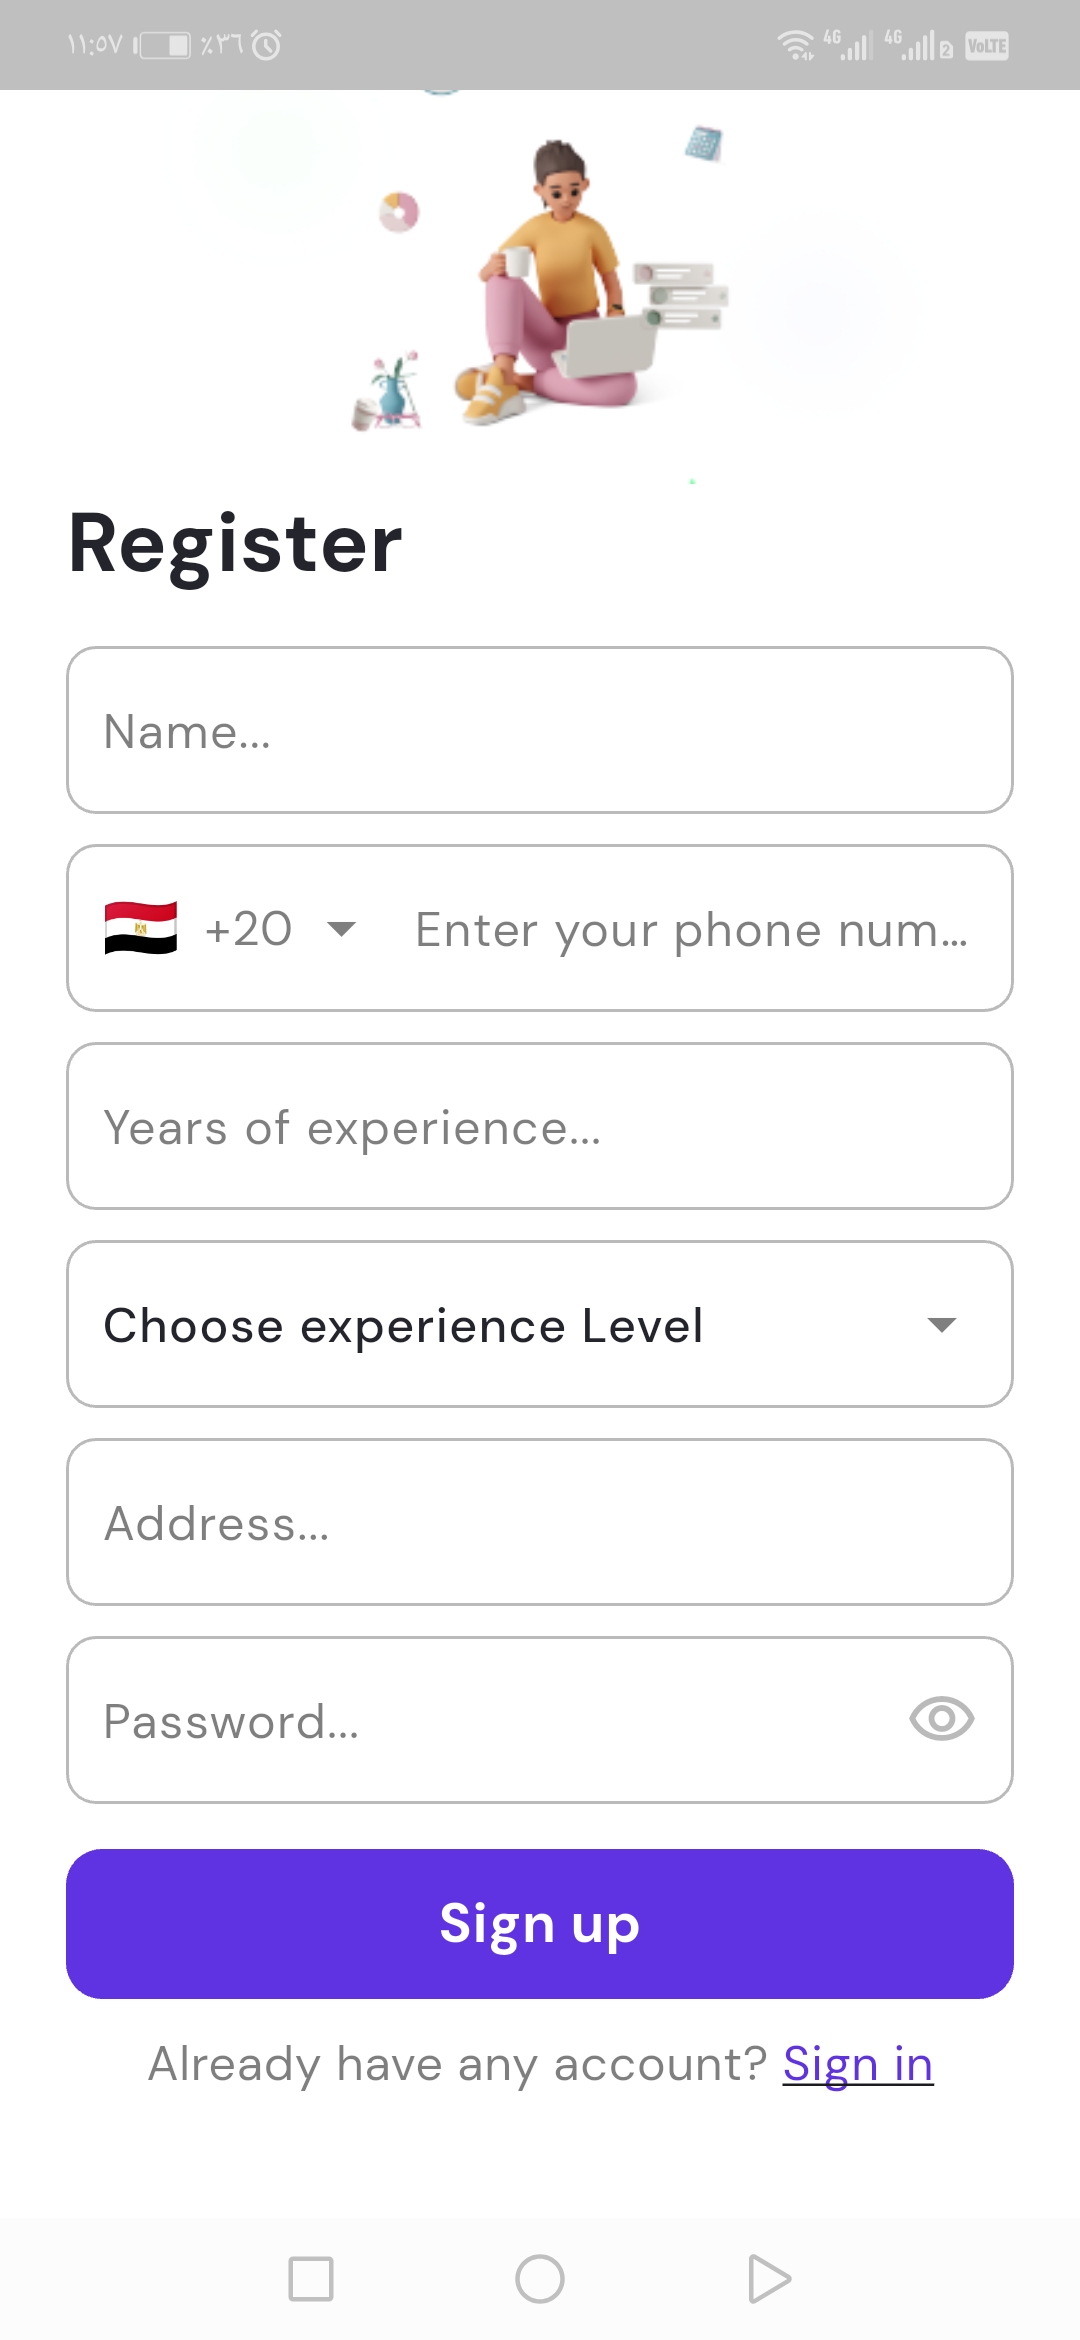 ١١:٥٧ ٪٣٦ 4G 4G 2 VoLTE
Register
Name...
+20 Enter your phone num...
Years of experience...
Choose experience Level
Address...
Password...
Sign up
Already have any account? Sign in